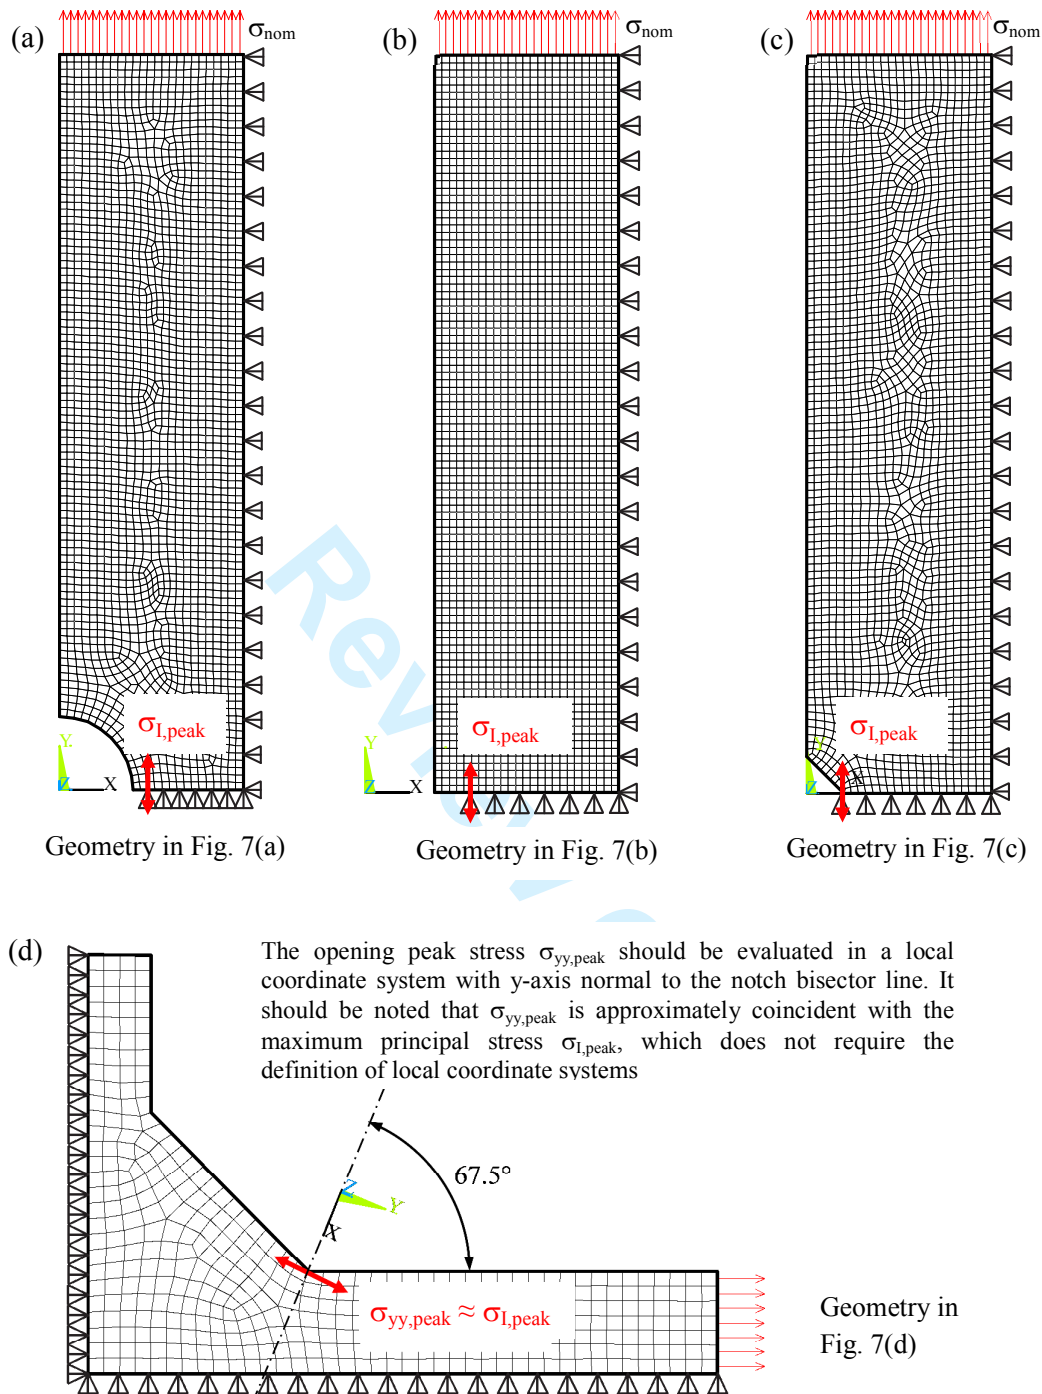 (a)
σnom
(b)
σnom
(c)
σnom
σI,peak
Y
Z
X
σI,peak
Y
Z
X
σI,peak
Y
Z
X
Geometry in Fig. 7(a)
Geometry in Fig. 7(b)
Geometry in Fig. 7(c)
Review
(d)
The opening peak stress σyy,peak should be evaluated in a local
coordinate system with y-axis normal to the notch bisector line. It
should be noted that σyy,peak is approximately coincident with the
maximum principal stress σI,peak, which does not require the
definition of local coordinate systems
67.5°
Z
Y
X
σyy,peak ≈ σI,peak
Geometry in
Fig. 7(d)